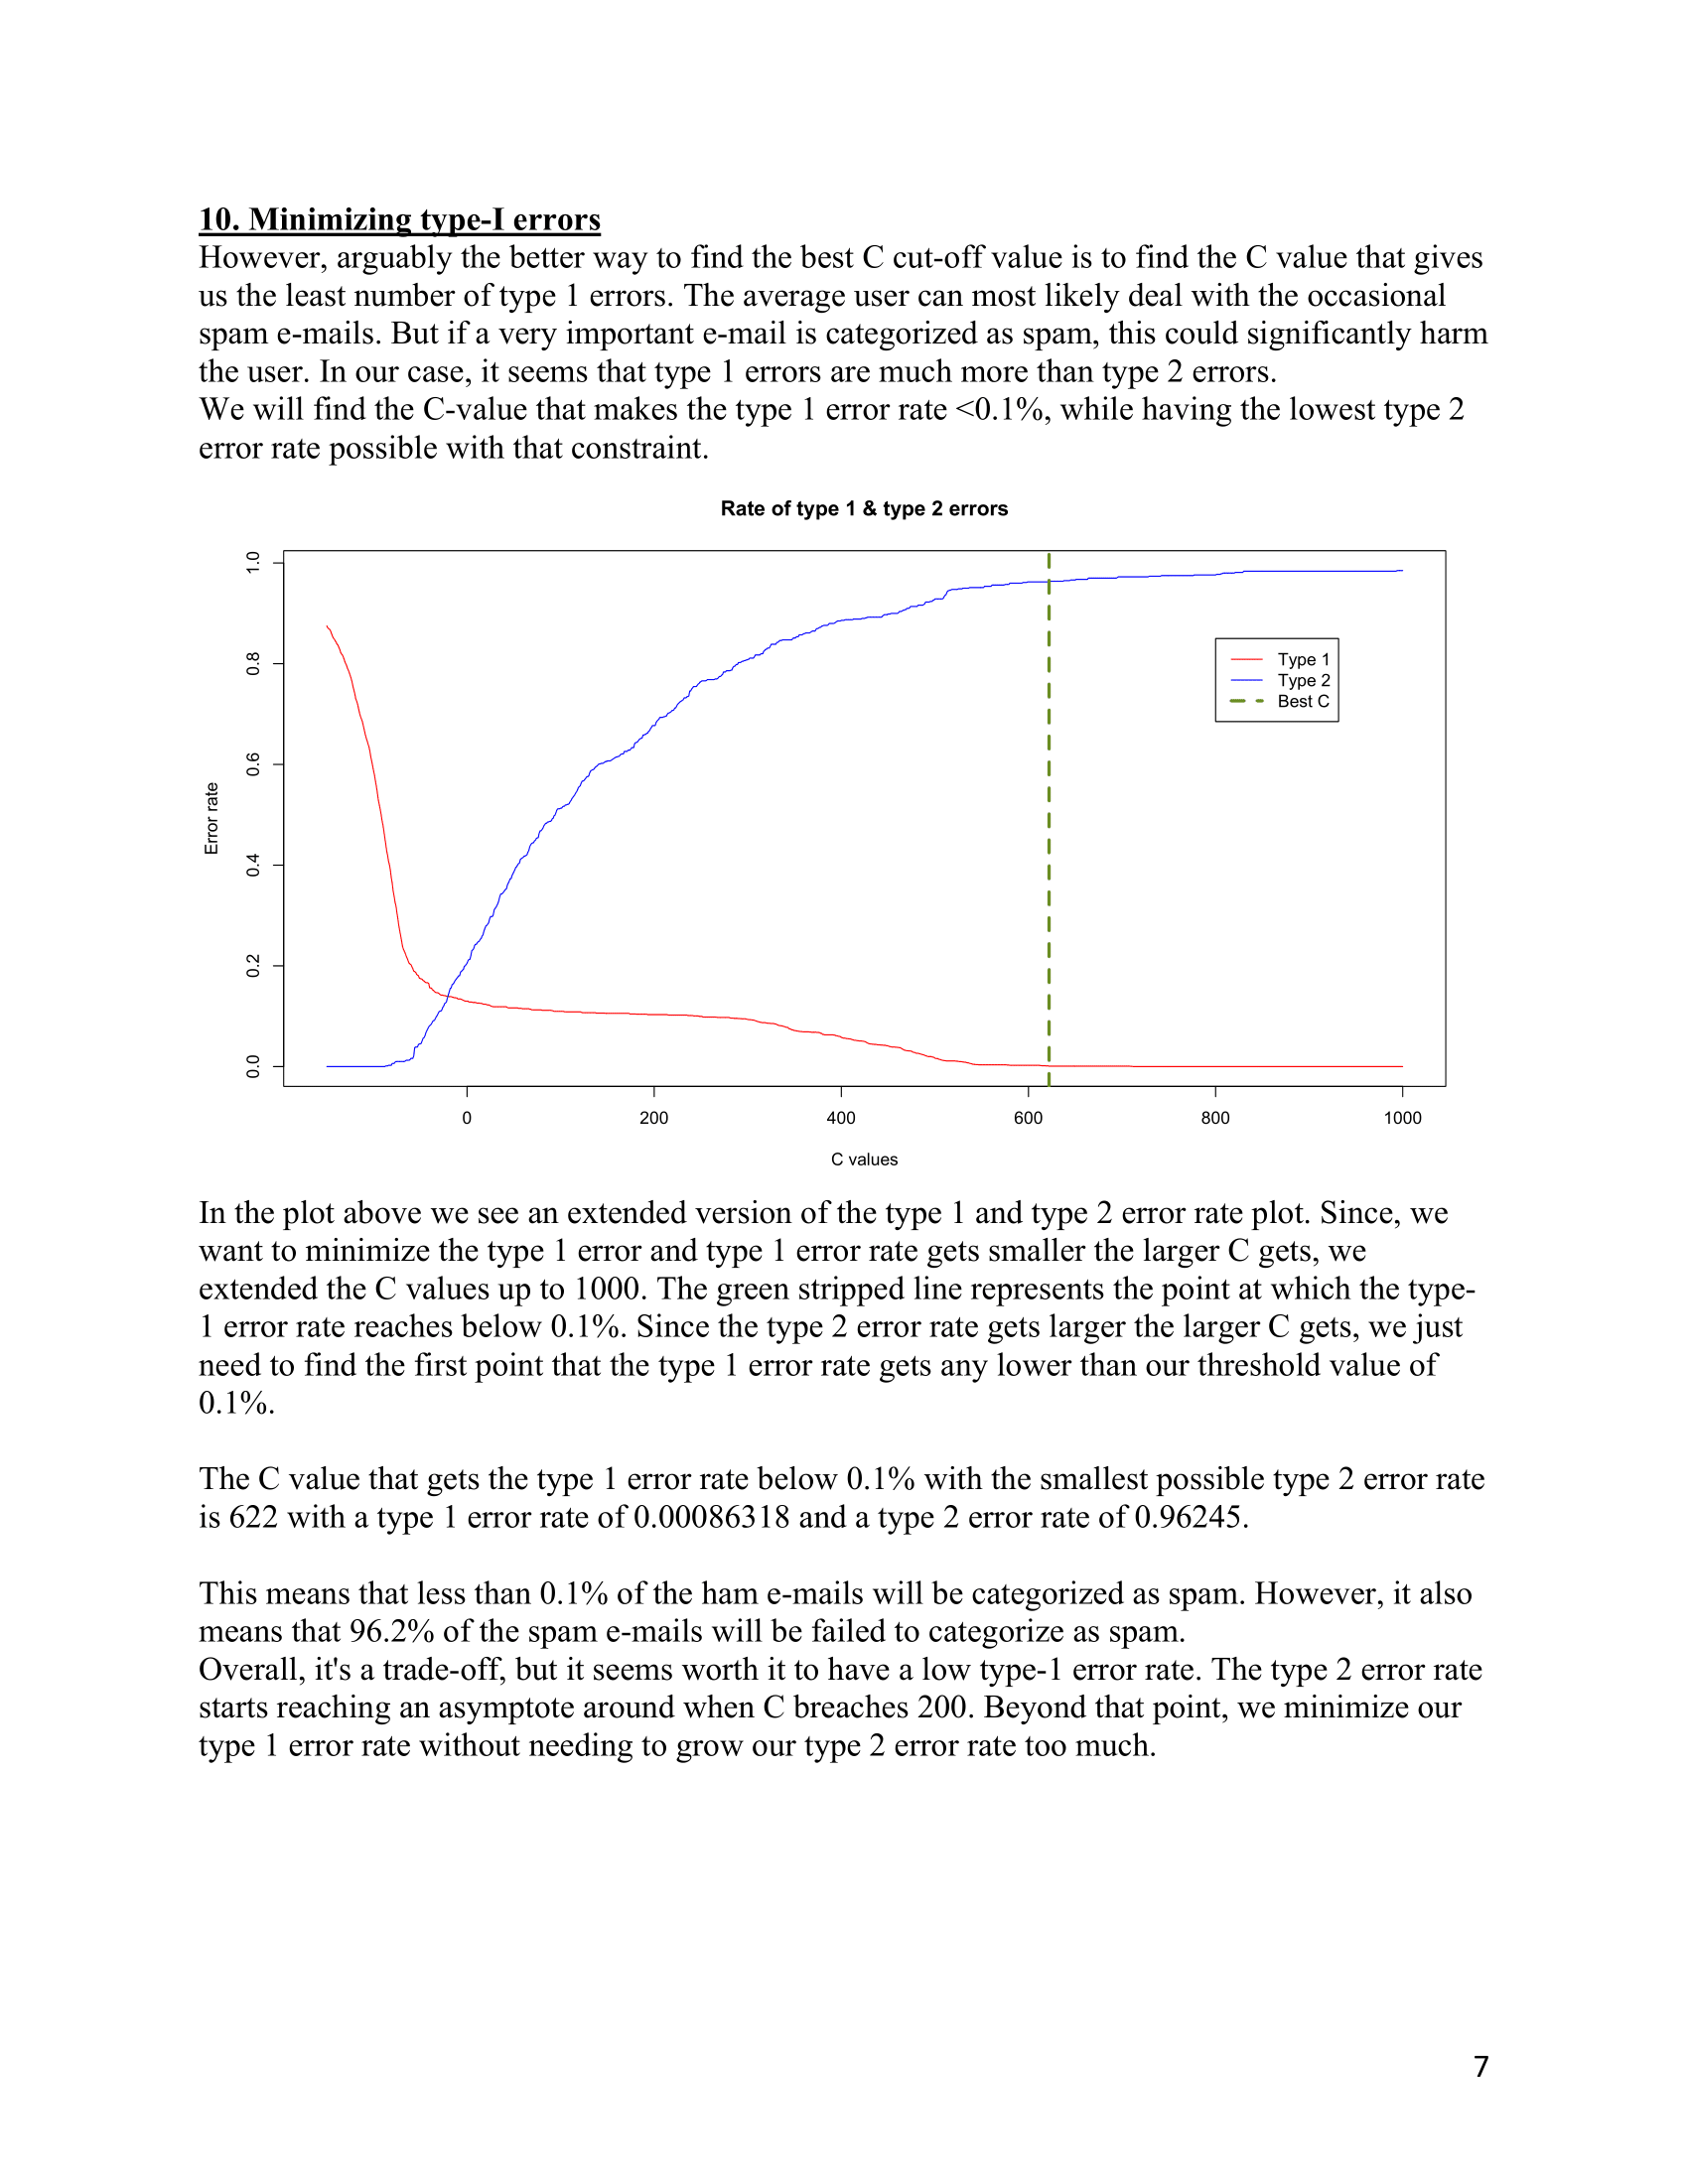 10. Minimizing type-I errors
However, arguably the better way to find the best C cut-off value is to find the C value that gives
us the least number of type 1 errors. The average user can most likely deal with the occasional
spam e-mails. But if a very important e-mail is categorized as spam, this could significantly harm
the user. In our case, it seems that type 1 errors are much more than type 2 errors.
We will find the C-value that makes the type 1 error rate <0.1%, while having the lowest type 2
error rate possible with that constraint.
Rate of type 1 & type 2 errors
1.0
0.8
0.6
0.4
0.2
0.0
Error rate
Type 1
Type 2
Best C
0 200 400 600 800 1000
C values
In the plot above we see an extended version of the type 1 and type 2 error rate plot. Since, we
want to minimize the type 1 error and type 1 error rate gets smaller the larger C gets, we
extended the C values up to 1000. The green stripped line represents the point at which the type-
1 error rate reaches below 0.1%. Since the type 2 error rate gets larger the larger C gets, we just
need to find the first point that the type 1 error rate gets any lower than our threshold value of
0.1%.
The C value that gets the type 1 error rate below 0.1% with the smallest possible type 2 error rate
is 622 with a type 1 error rate of 0.00086318 and a type 2 error rate of 0.96245.
This means that less than 0.1% of the ham e-mails will be categorized as spam. However, it also
means that 96.2% of the spam e-mails will be failed to categorize as spam.
Overall, it's a trade-off, but it seems worth it to have a low type-1 error rate. The type 2 error rate
starts reaching an asymptote around when C breaches 200. Beyond that point, we minimize our
type 1 error rate without needing to grow our type 2 error rate too much.
7